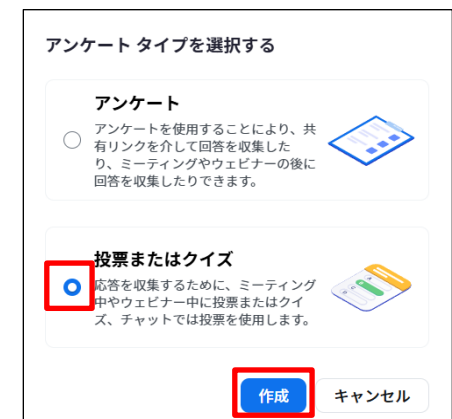 アンケート タイプを選択する
アンケート
アンケートを使用することにより、共
有リンクを介して回答を収集した
り、ミーティングやウェビナーの後に
回答を収集したりできます。
投票またはクイズ
応答を収集するために、ミーティング
中やウェビナー中に投票またはクイ
ズ、チャットでは投票を使用します。
作成
キャンセル